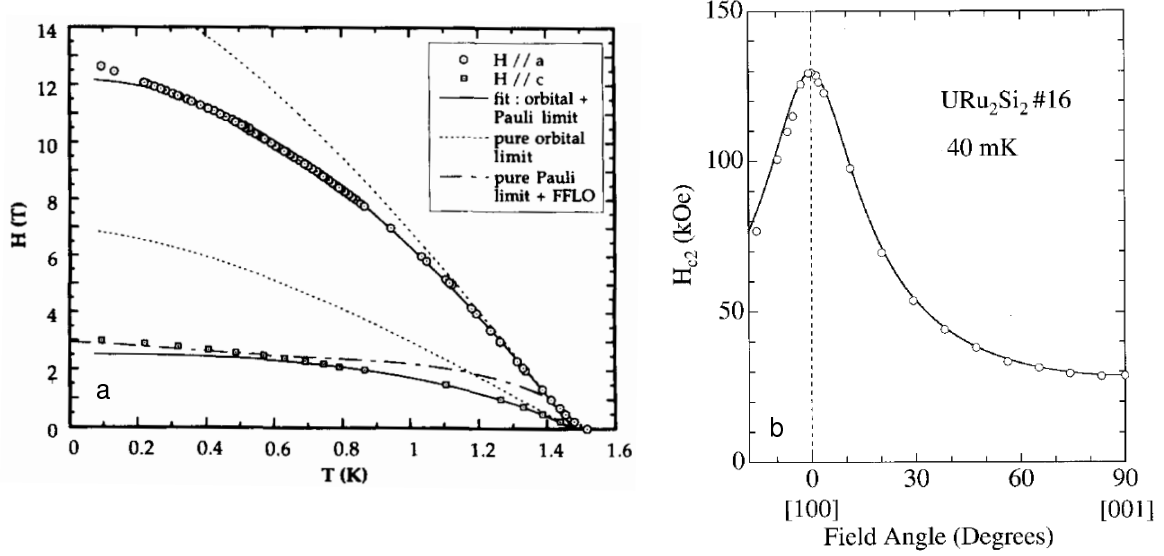 14
12
10
8
6
4
2
0
H (T)
0
0.2
0.4
0.6
0.8
1
1.2
1.4
1.6
T (K)
H // a
H // c
fit : orbital +
Pauli limit
pure orbital
limit
pure Pauli
limit + FFLO
a
150
100
50
0
H_c2 (kOe)
URu₂Si₂ #16
40 mK
b
0
30
60
90
[100]
[001]
Field Angle (Degrees)